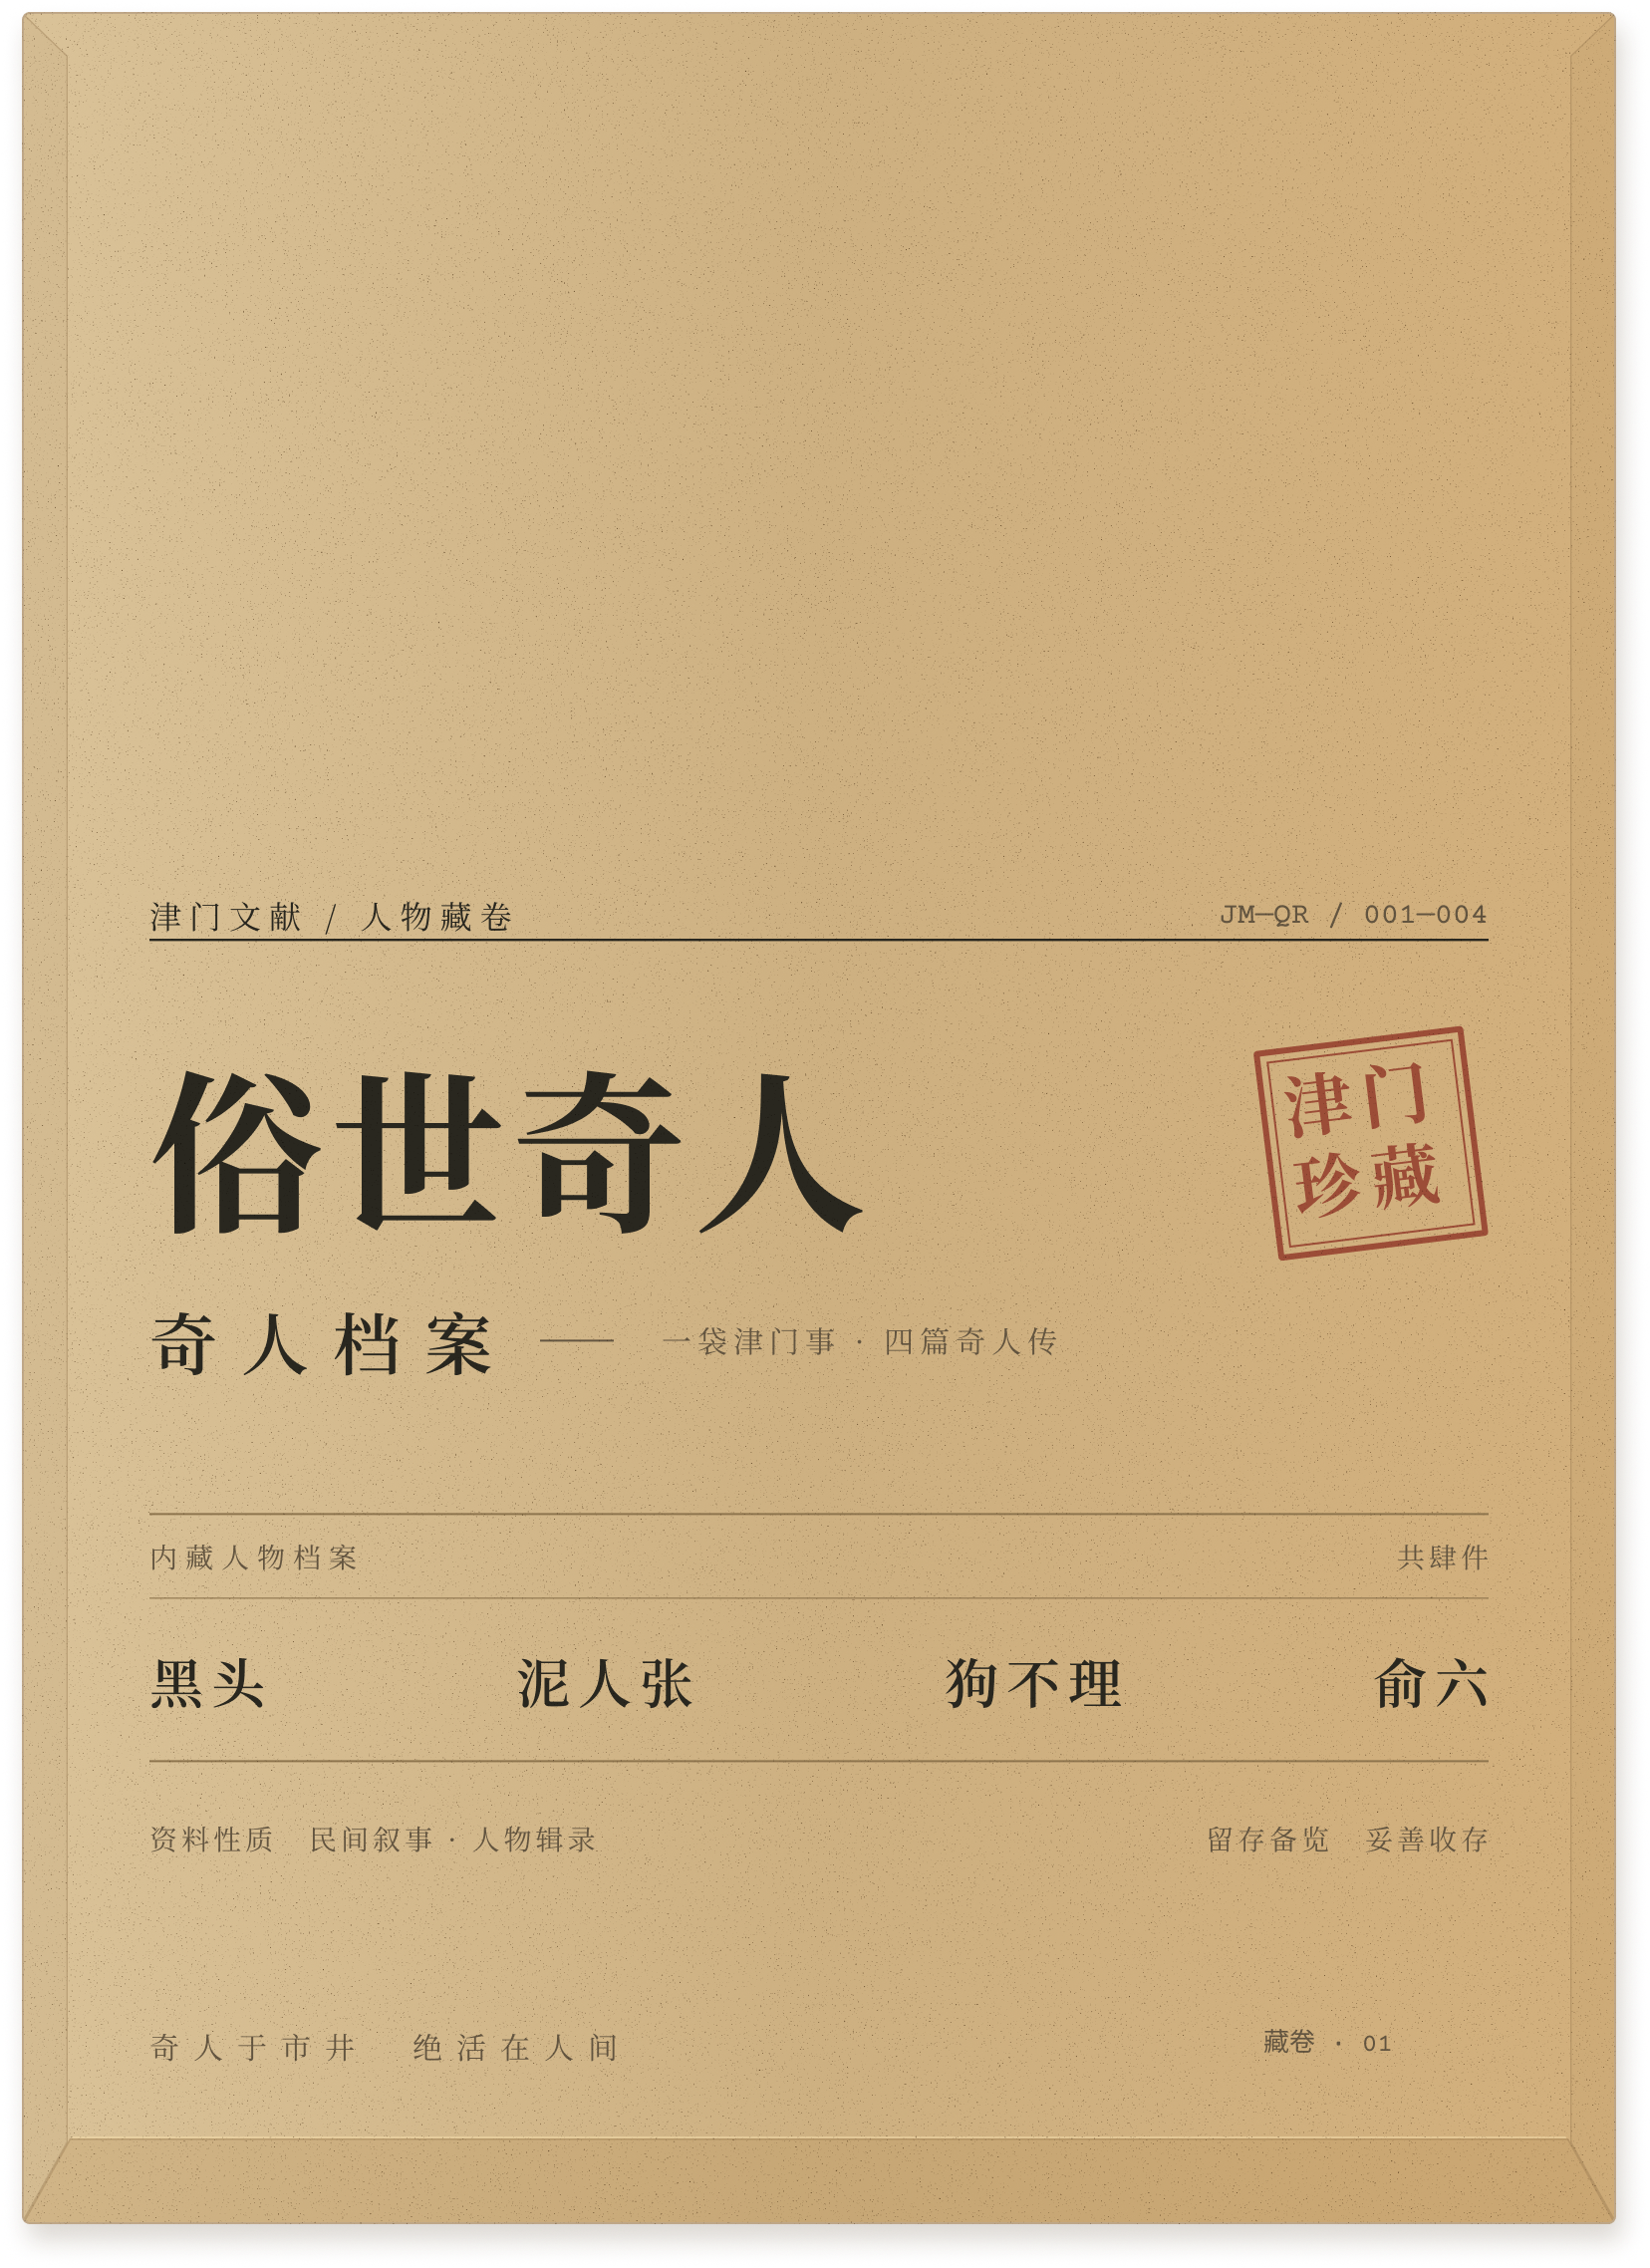 津门文献 / 人物藏卷
JM—QR / 001—004
俗世奇人
津门
珍藏
奇人档案 —— 一袋津门事 · 四篇奇人传
内藏人物档案
共肆件
黑头 泥人张 狗不理 俞六
资料性质 民间叙事 · 人物辑录
留存备览 妥善收存
奇人于市井 绝活在人间
藏卷 · 01